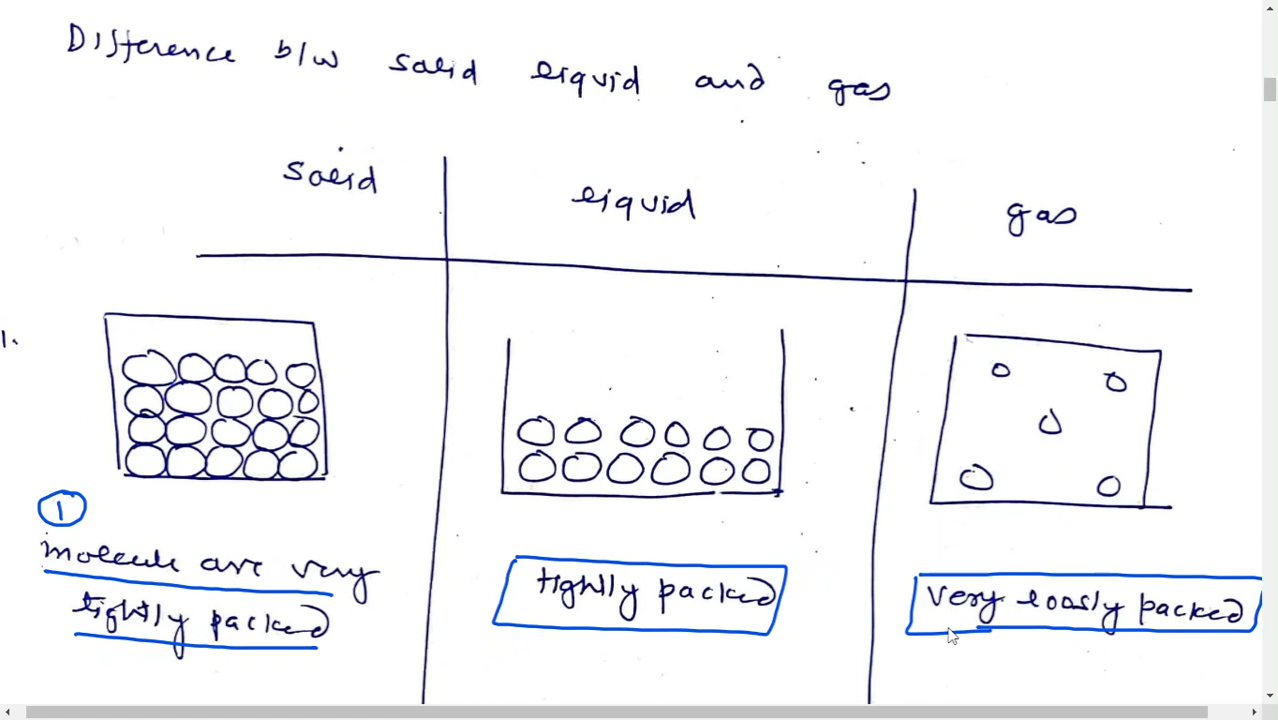 Difference b/w solid liquid and gas
solid
liquid
gas
1.
1
molecule are very
tightly packed
tightly packed
very loosly packed